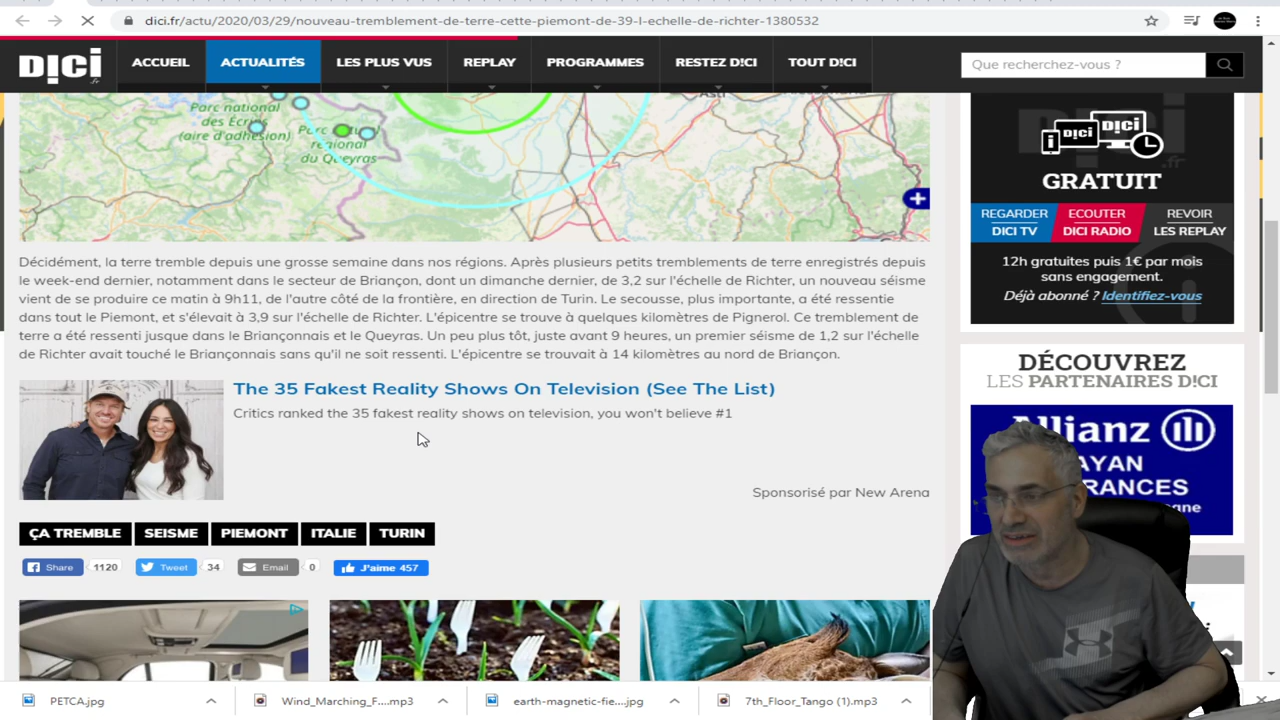 dici.fr/actu/2020/03/29/nouveau-tremblement-de-terre-cette-piemont-de-39-l-echelle-de-richter-1380532
D!CI .fr
ACCUEIL ACTUALITÉS LES PLUS VUS REPLAY PROGRAMMES RESTEZ D!CI TOUT D!CI
Que recherchez-vous ?
Parc national
des Écrins
(aire d'adhésion)
Parc naturel
régional
du Queyras
Asti
D!CI D!CI
.fr
GRATUIT
REGARDER ECOUTER REVOIR
DICI TV DICI RADIO LES REPLAY
12h gratuites puis 1€ par mois
sans engagement.
Déjà abonné ? Identifiez-vous
Décidément, la terre tremble depuis une grosse semaine dans nos régions. Après plusieurs petits tremblements de terre enregistrés depuis
le week-end dernier, notamment dans le secteur de Briançon, dont un dimanche dernier, de 3,2 sur l'échelle de Richter, un nouveau séisme
vient de se produire ce matin à 9h11, de l'autre côté de la frontière, en direction de Turin. Le secousse, plus importante, a été ressentie
dans tout le Piemont, et s'élevait à 3,9 sur l'échelle de Richter. L'épicentre se trouve à quelques kilomètres de Pignerol. Ce tremblement de
terre a été ressenti jusque dans le Briançonnais et le Queyras. Un peu plus tôt, juste avant 9 heures, un premier séisme de 1,2 sur l'échelle
de Richter avait touché le Briançonnais sans qu'il ne soit ressenti. L'épicentre se trouvait à 14 kilomètres au nord de Briançon.
The 35 Fakest Reality Shows On Television (See The List)
Critics ranked the 35 fakest reality shows on television, you won't believe #1
Sponsorisé par New Arena
DÉCOUVREZ
LES PARTENAIRES D!CI
Allianz
ÇA TREMBLE SEISME PIEMONT ITALIE TURIN
Share 1120 Tweet 34 Email 0 J'aime 457
PETCA.jpg Wind_Marching_F....mp3 earth-magnetic-fie....jpg 7th_Floor_Tango (1).mp3